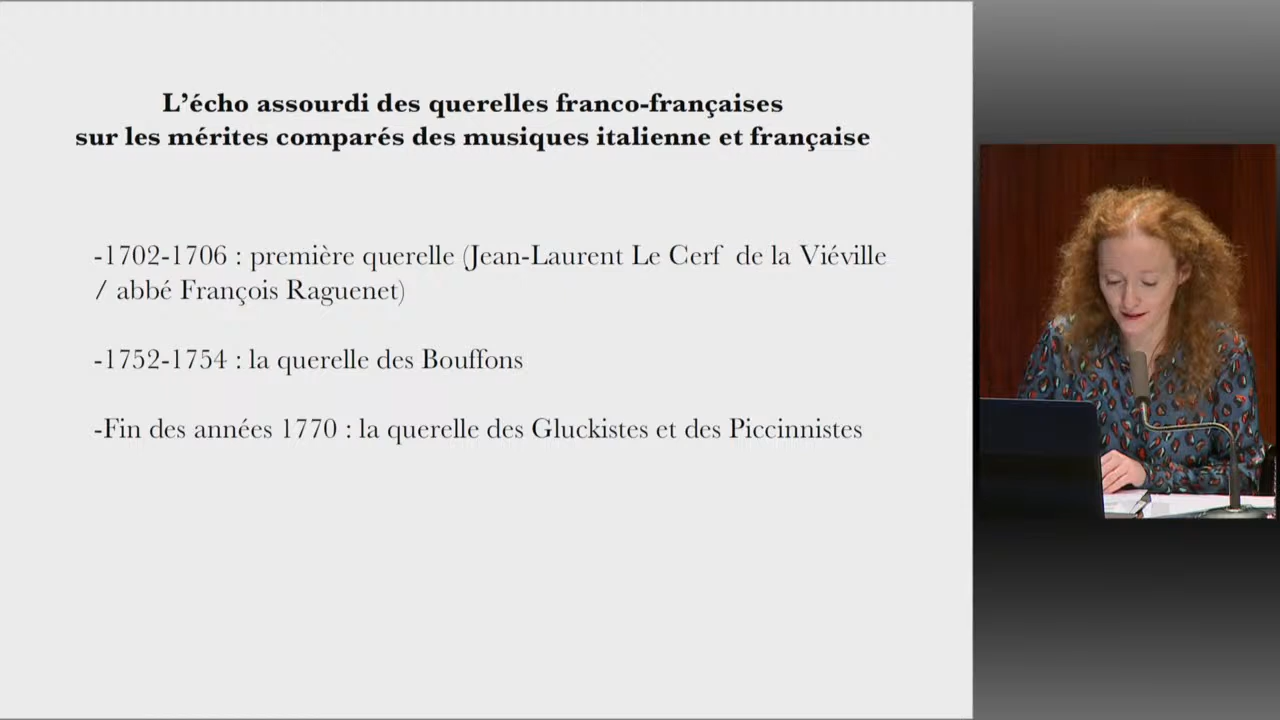 L’écho assourdi des querelles franco-françaises
sur les mérites comparés des musiques italienne et française
-1702-1706 : première querelle (Jean-Laurent Le Cerf de la Viéville
/ abbé François Raguenet)
-1752-1754 : la querelle des Bouffons
-Fin des années 1770 : la querelle des Gluckistes et des Piccinnistes